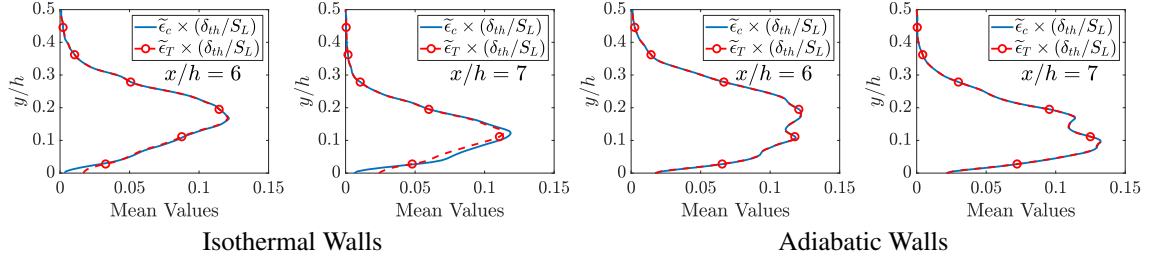 0.5
0.4
0.3
0.2
0.1
0
y/h
0
0.05
0.1
0.15
Mean Values
ϵ̃_c × (δ_th/S_L)
ϵ̃_T × (δ_th/S_L)
x/h = 6
0.5
0.4
0.3
0.2
0.1
0
y/h
0
0.05
0.1
0.15
Mean Values
ϵ̃_c × (δ_th/S_L)
ϵ̃_T × (δ_th/S_L)
x/h = 7
Isothermal Walls
0.5
0.4
0.3
0.2
0.1
0
y/h
0
0.05
0.1
0.15
Mean Values
ϵ̃_c × (δ_th/S_L)
ϵ̃_T × (δ_th/S_L)
x/h = 6
0.5
0.4
0.3
0.2
0.1
0
y/h
0
0.05
0.1
0.15
Mean Values
ϵ̃_c × (δ_th/S_L)
ϵ̃_T × (δ_th/S_L)
x/h = 7
Adiabatic Walls